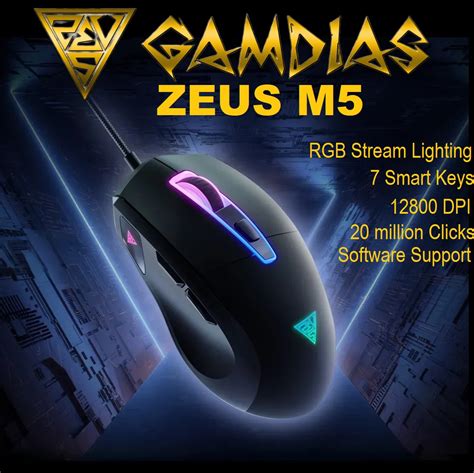 GAMDIAS
ZEUS M5
RGB Stream Lighting
7 Smart Keys
12800 DPI
20 million Clicks
Software Support